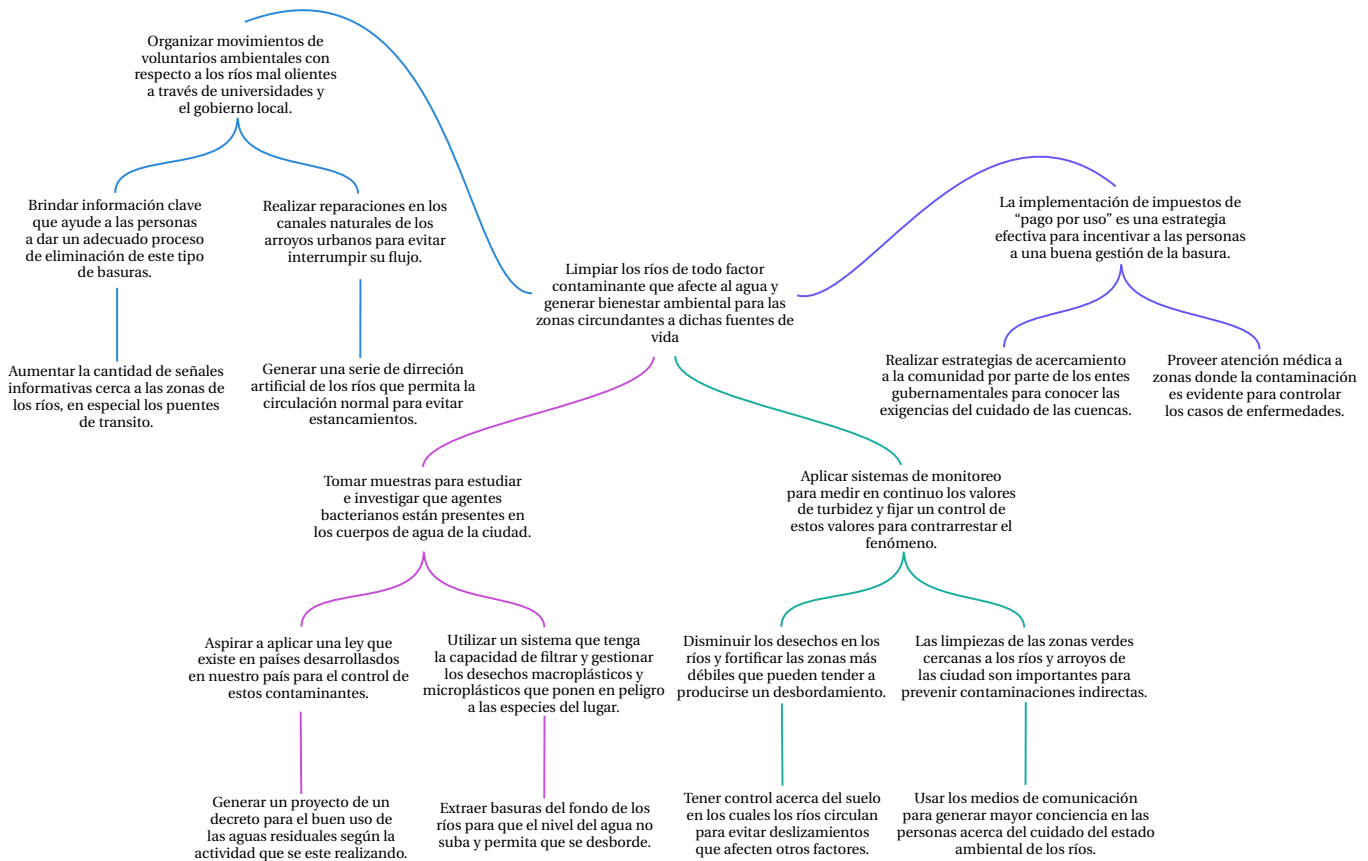 Organizar movimientos de
voluntarios ambientales con
respecto a los ríos mal olientes
a través de universidades y
el gobierno local.
Brindar información clave
que ayude a las personas
a dar un adecuado proceso
de eliminación de este tipo
de basuras.
Realizar reparaciones en los
canales naturales de los
arroyos urbanos para evitar
interrumpir su flujo.
Aumentar la cantidad de señales
informativas cerca a las zonas de
los ríos, en especial los puentes
de transito.
Generar una serie de dirreción
artificial de los ríos que permita la
circulación normal para evitar
estancamientos.
Limpiar los ríos de todo factor
contaminante que afecte al agua y
generar bienestar ambiental para las
zonas circundantes a dichas fuentes de
vida
La implementación de impuestos de
“pago por uso” es una estrategia
efectiva para incentivar a las personas
a una buena gestión de la basura.
Realizar estrategias de acercamiento
a la comunidad por parte de los entes
gubernamentales para conocer las
exigencias del cuidado de las cuencas.
Proveer atención médica a
zonas donde la contaminación
es evidente para controlar
los casos de enfermedades.
Tomar muestras para estudiar
e investigar que agentes
bacterianos están presentes en
los cuerpos de agua de la ciudad.
Aplicar sistemas de monitoreo
para medir en continuo los valores
de turbidez y fijar un control de
estos valores para contrarrestar el
fenómeno.
Aspirar a aplicar una ley que
existe en países desarrollasdos
en nuestro país para el control de
estos contaminantes.
Utilizar un sistema que tenga
la capacidad de filtrar y gestionar
los desechos macroplásticos y
microplásticos que ponen en peligro
a las especies del lugar.
Disminuir los desechos en los
ríos y fortificar las zonas más
débiles que pueden tender a
producirse un desbordamiento.
Las limpiezas de las zonas verdes
cercanas a los ríos y arroyos de
las ciudad son importantes para
prevenir contaminaciones indirectas.
Generar un proyecto de un
decreto para el buen uso de
las aguas residuales según la
actividad que se este realizando.
Extraer basuras del fondo de los
ríos para que el nivel del agua no
suba y permita que se desborde.
Tener control acerca del suelo
en los cuales los ríos circulan
para evitar deslizamientos
que afecten otros factores.
Usar los medios de comunicación
para generar mayor conciencia en las
personas acerca del cuidado del estado
ambiental de los ríos.